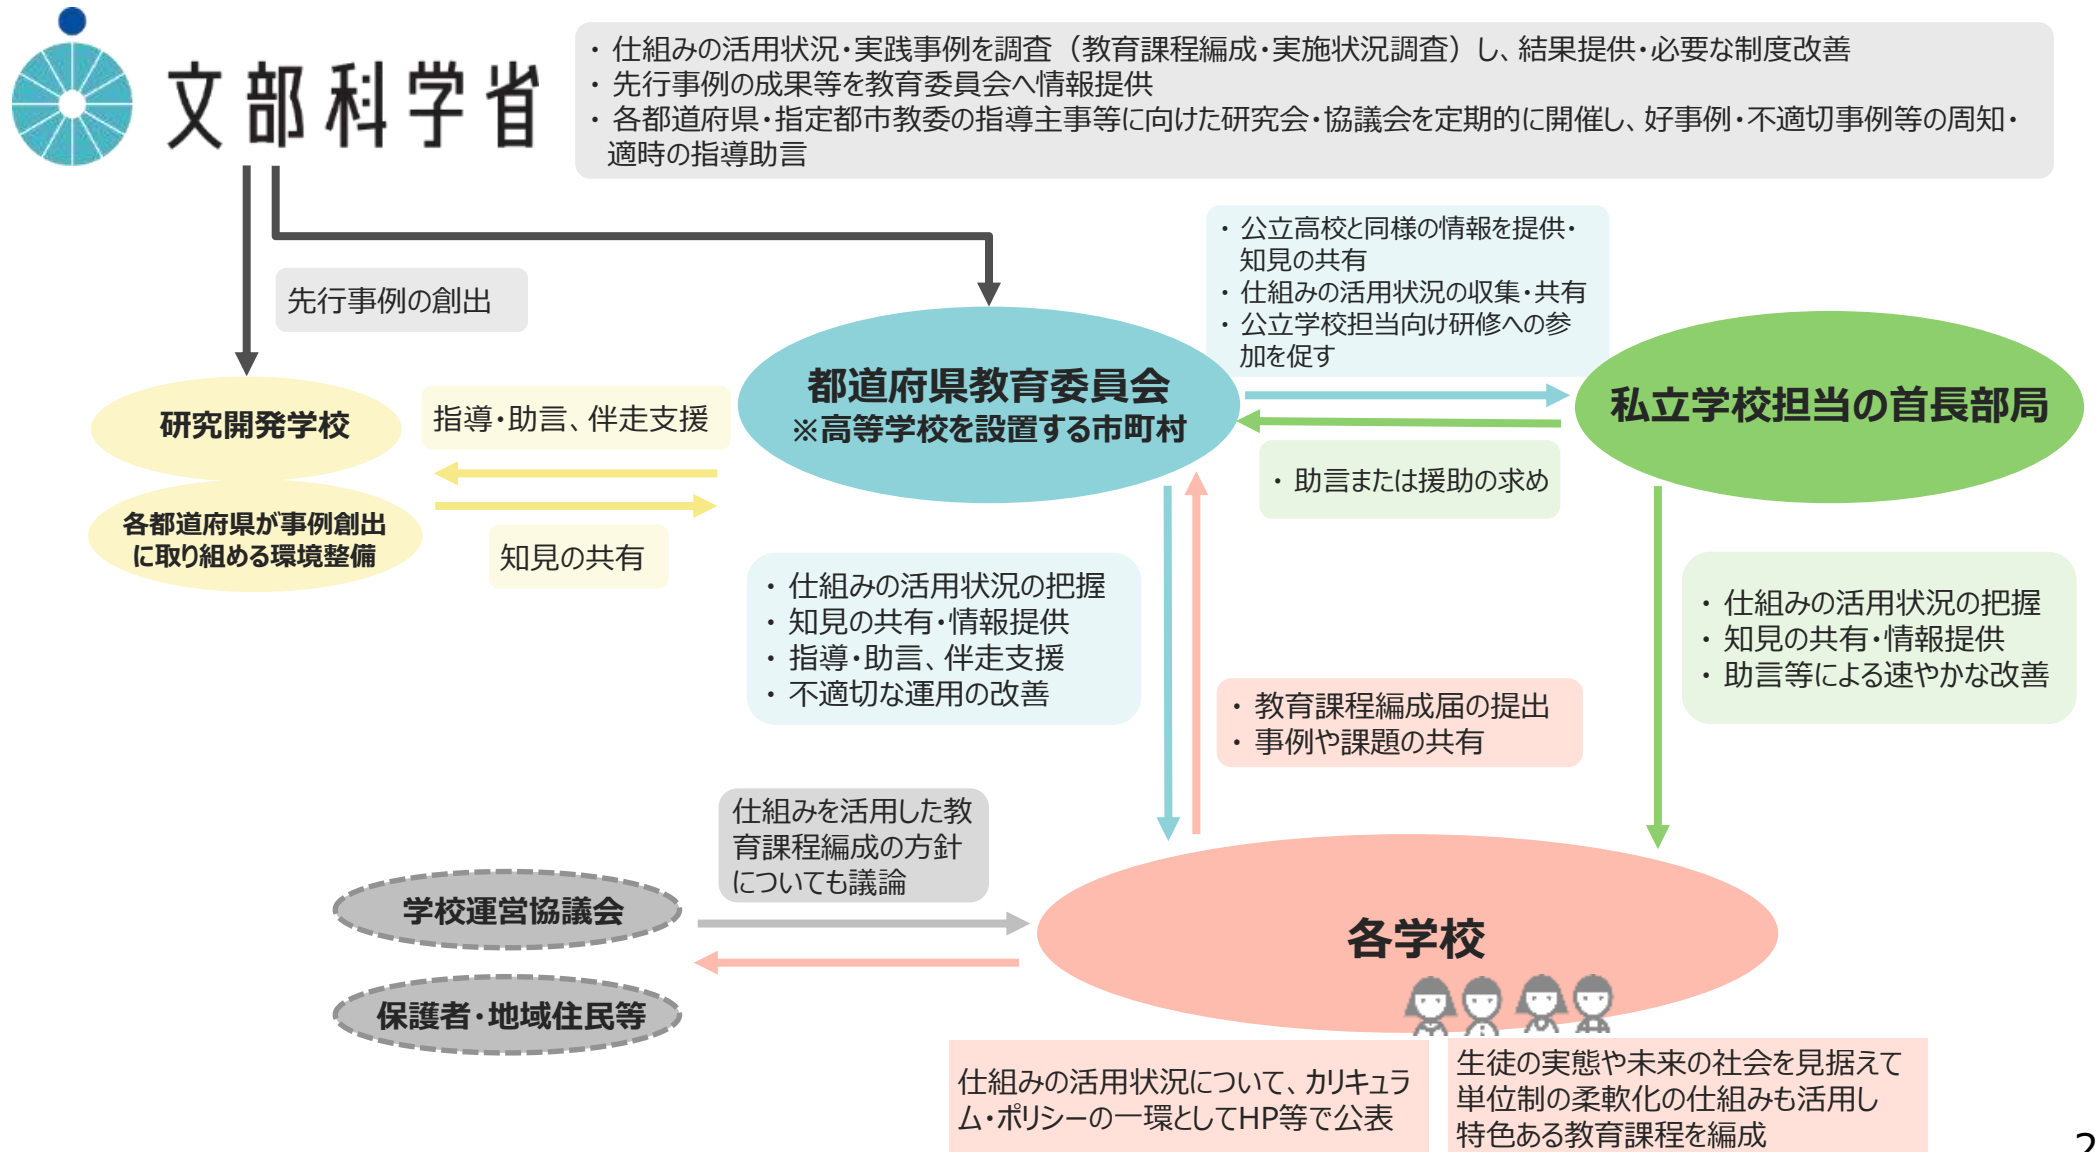 文部科学省
・仕組みの活用状況・実践事例を調査（教育課程編成・実施状況調査）し、結果提供・必要な制度改善
・先行事例の成果等を教育委員会へ情報提供
・各都道府県・指定都市教委の指導主事等に向けた研究会・協議会を定期的に開催し、好事例・不適切事例等の周知・
適時の指導助言
先行事例の創出
・公立高校と同様の情報を提供・
知見の共有
・仕組みの活用状況の収集・共有
・公立学校担当向け研修への参
加を促す
研究開発学校
各都道府県が事例創出
に取り組める環境整備
指導・助言、伴走支援
知見の共有
都道府県教育委員会
※高等学校を設置する市町村
私立学校担当の首長部局
・助言または援助の求め
・仕組みの活用状況の把握
・知見の共有・情報提供
・指導・助言、伴走支援
・不適切な運用の改善
・教育課程編成届の提出
・事例や課題の共有
・仕組みの活用状況の把握
・知見の共有・情報提供
・助言等による速やかな改善
仕組みを活用した教
育課程編成の方針
についても議論
学校運営協議会
保護者・地域住民等
各学校
仕組みの活用状況について、カリキュラ
ム・ポリシーの一環としてHP等で公表
生徒の実態や未来の社会を見据えて
単位制の柔軟化の仕組みも活用し
特色ある教育課程を編成
2